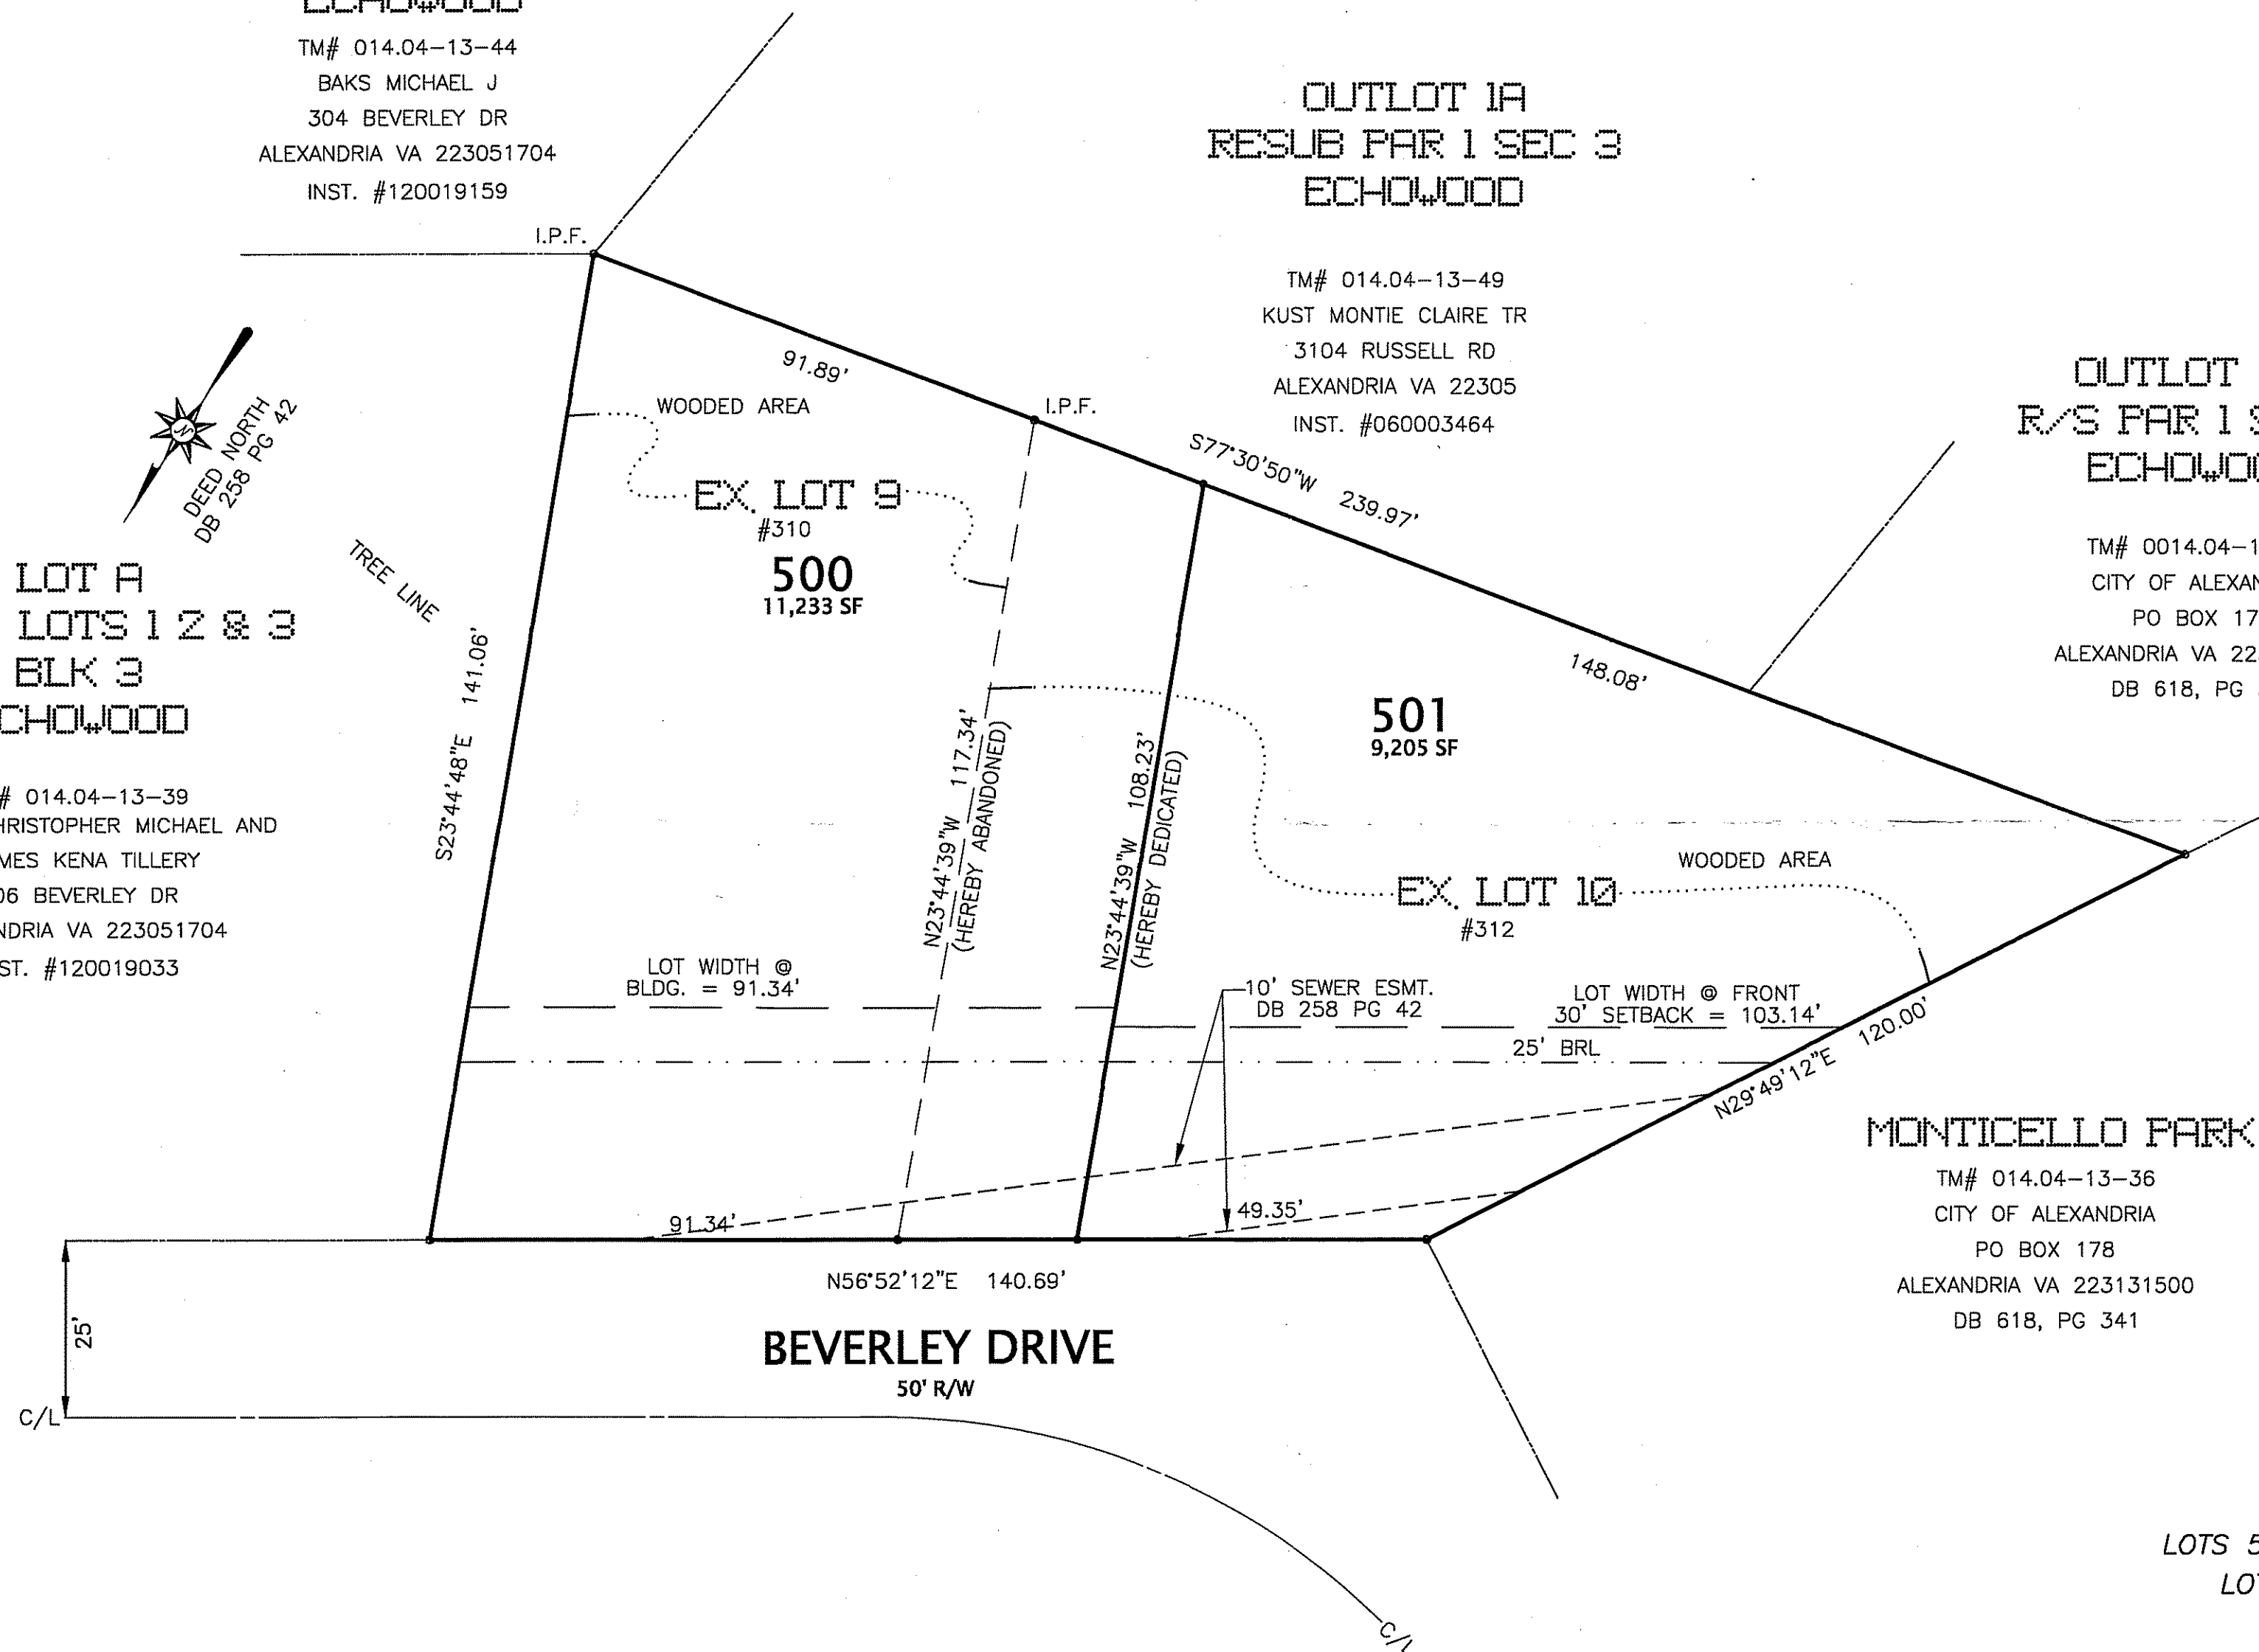 ECHOWOOD
TM# 014.04-13-44
BAKS MICHAEL J
304 BEVERLEY DR
ALEXANDRIA VA 223051704
INST. #120019159
OUTLOT 1A
RESUB PAR 1 SEC 3
ECHOWOOD
TM# 014.04-13-49
KUST MONTIE CLAIRE TR
3104 RUSSELL RD
ALEXANDRIA VA 22305
INST. #060003464
OUTLOT
R/S PAR 1 S
ECHOWOO
TM# 0014.04-1
CITY OF ALEXAN
PO BOX 17
ALEXANDRIA VA 22
DB 618, PG
I.P.F.
I.P.F.
91.89'
S77°30'50"W 239.97'
148.08'
WOODED AREA
EX. LOT 9
#310
500
11,233 SF
DEED NORTH
DB 258 PG 42
N
TREE LINE
LOT A
LOTS 1 2 & 3
BLK 3
CHOWOOD
# 014.04-13-39
HRISTOPHER MICHAEL AND
MES KENA TILLERY
06 BEVERLEY DR
NDRIA VA 223051704
ST. #120019033
S23°44'48"E 141.06'
N23°44'39"W 117.34'
(HEREBY ABANDONED)
N23°44'39"W 108.23'
(HEREBY DEDICATED)
501
9,205 SF
WOODED AREA
EX. LOT 10
#312
LOT WIDTH @
BLDG. = 91.34'
10' SEWER ESMT.
DB 258 PG 42
LOT WIDTH @ FRONT
30' SETBACK = 103.14'
25' BRL
N29°49'12"E 120.00'
91.34'
49.35'
N56°52'12"E 140.69'
BEVERLEY DRIVE
50' R/W
25'
C/L
C/L
MONTICELLO PARK
TM# 014.04-13-36
CITY OF ALEXANDRIA
PO BOX 178
ALEXANDRIA VA 223131500
DB 618, PG 341
LOTS 5
LOT